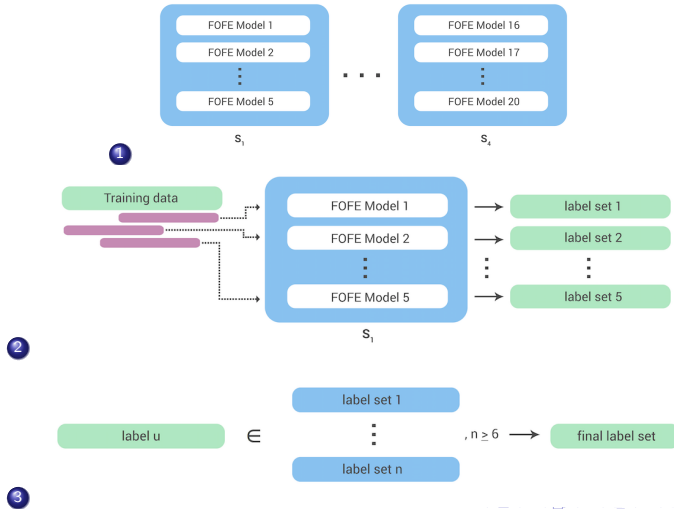 FOFE Model 1
FOFE Model 2
FOFE Model 5
S₁
FOFE Model 16
FOFE Model 17
FOFE Model 20
S₄
1
Training data
FOFE Model 1
FOFE Model 2
FOFE Model 5
S₁
label set 1
label set 2
label set 5
2
label u
∈
label set 1
label set n
, n ≥ 6
final label set
3